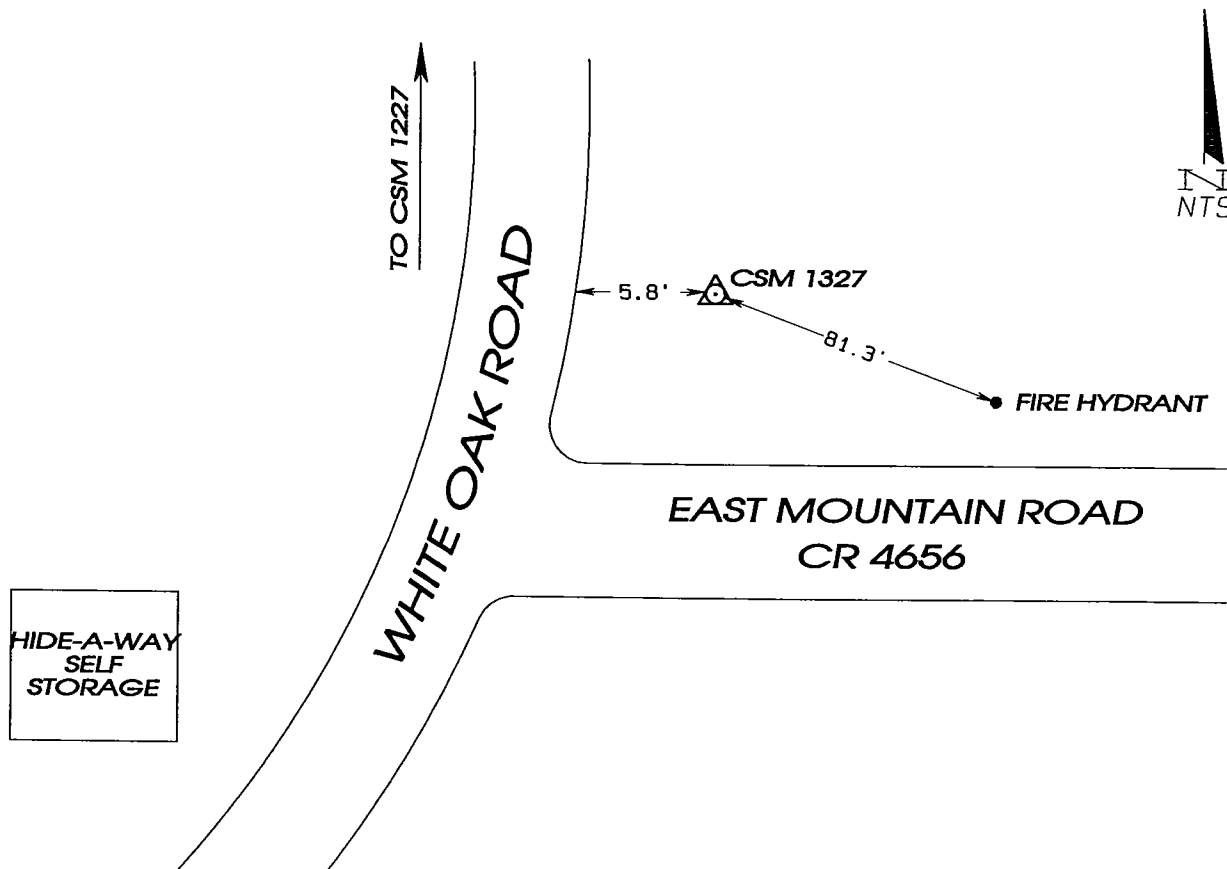 TO CSM 1227
N
NTS
CSM 1327
5.8'
81.3'
FIRE HYDRANT
WHITE OAK ROAD
EAST MOUNTAIN ROAD
CR 4656
HIDE-A-WAY
SELF
STORAGE